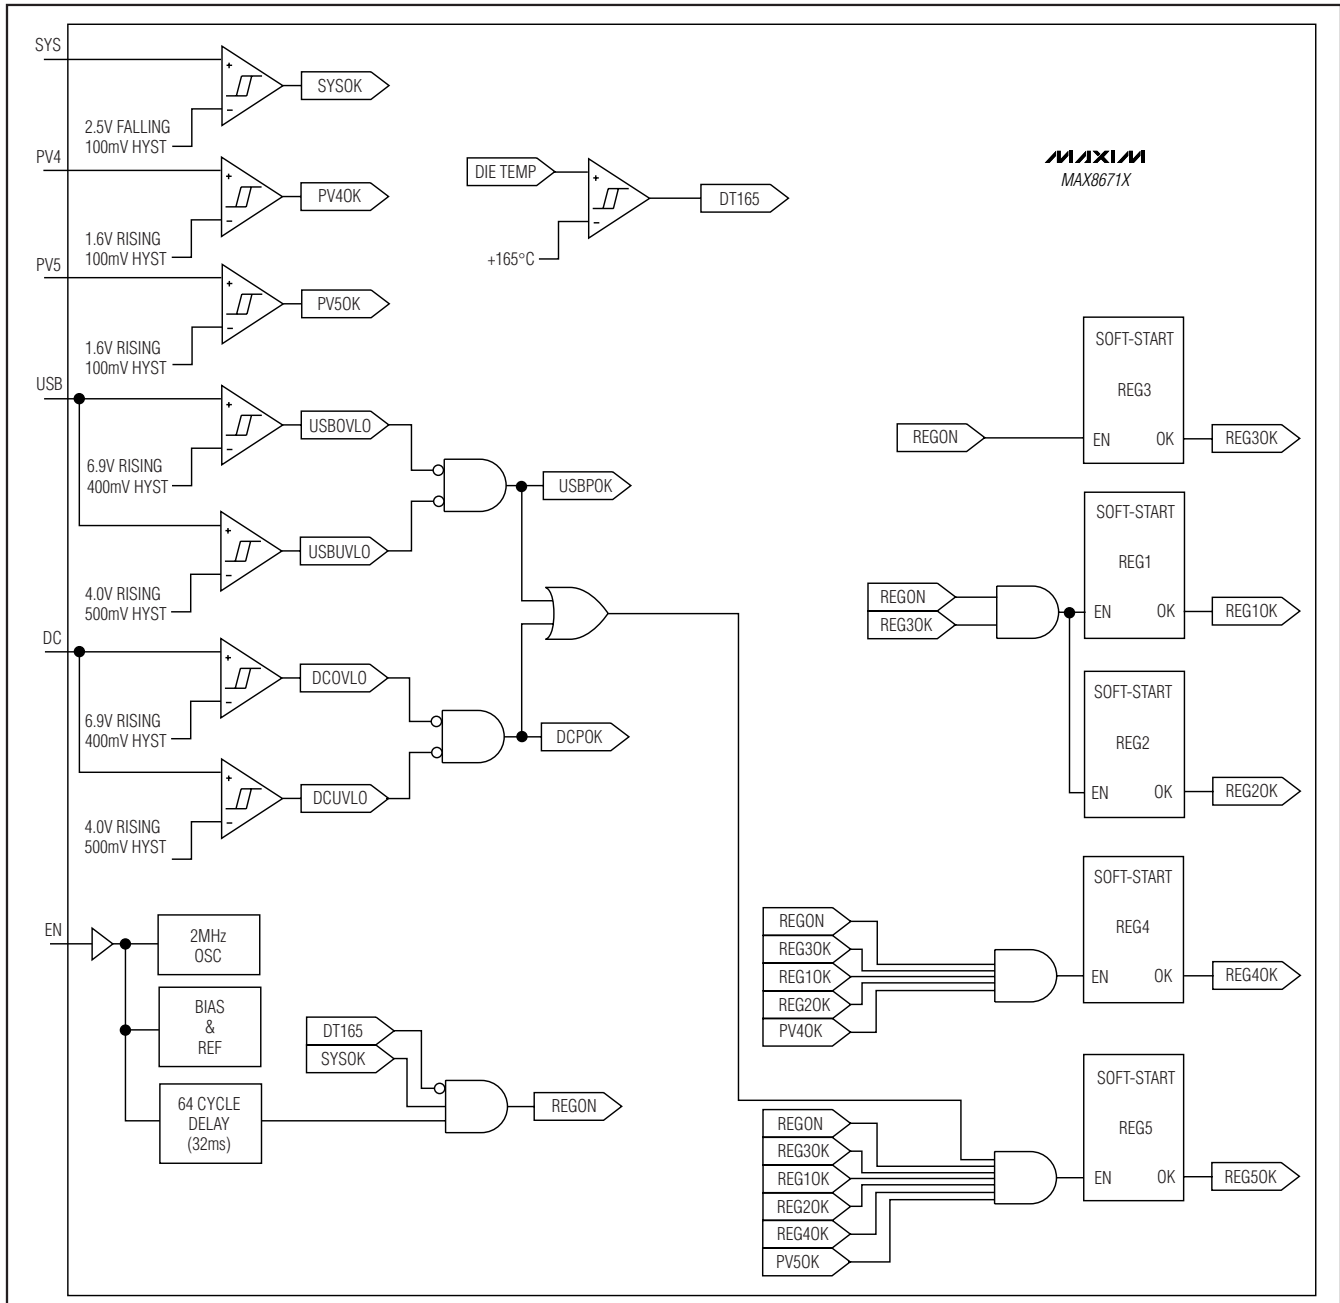 SYS
+
-
SYSOK
2.5V FALLING
100mV HYST
PV4
+
-
PV4OK
1.6V RISING
100mV HYST
PV5
+
-
PV5OK
1.6V RISING
100mV HYST
DIE TEMP
+
-
DT165
+165°C
MAXIM
MAX8671X
USB
+
-
USBOVLO
6.9V RISING
400mV HYST
USBPOK
+
-
USBUVLO
4.0V RISING
500mV HYST
DC
+
-
DCOVLO
6.9V RISING
400mV HYST
DCPOK
+
-
DCUVLO
4.0V RISING
500mV HYST
EN
2MHz
OSC
BIAS
&
REF
64 CYCLE
DELAY
(32ms)
DT165
SYSOK
REGON
SOFT-START
REG3
REGON
EN
OK
REG3OK
SOFT-START
REG1
REGON
REG3OK
EN
OK
REG1OK
SOFT-START
REG2
EN
OK
REG2OK
SOFT-START
REG4
REGON
REG3OK
REG1OK
REG2OK
PV4OK
EN
OK
REG4OK
SOFT-START
REG5
REGON
REG3OK
REG1OK
REG2OK
REG4OK
PV5OK
EN
OK
REG5OK